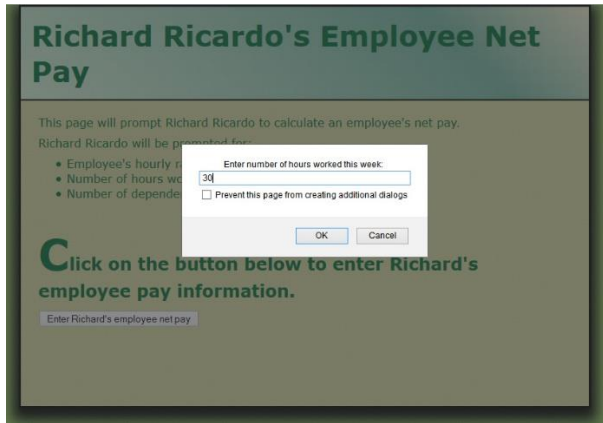 Richard Ricardo's Employee Net
Pay
This page will prompt Richard Ricardo to calculate an employee's net pay.
Richard Ricardo will be prompted for:
• Employee's hourly
• Number of hours
• Number of
Enter number of hours worked this week:
30
Prevent this page from creating additional dialogs
OK Cancel
Click on the button below to enter Richard's
employee pay information.
Enter Richard's employee net pay